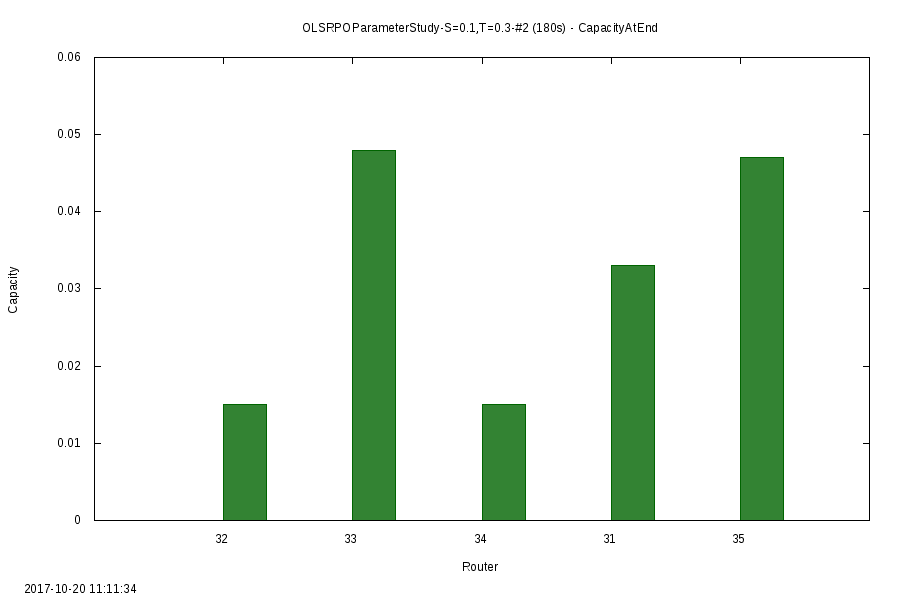 OLSRPOParameterStudy-S=0.1,T=0.3-#2 (180s) - CapacityAtEnd
0.06
0.05
0.04
0.03
0.02
0.01
0
Capacity
32 33 34 31 35
Router
2017-10-20 11:11:34